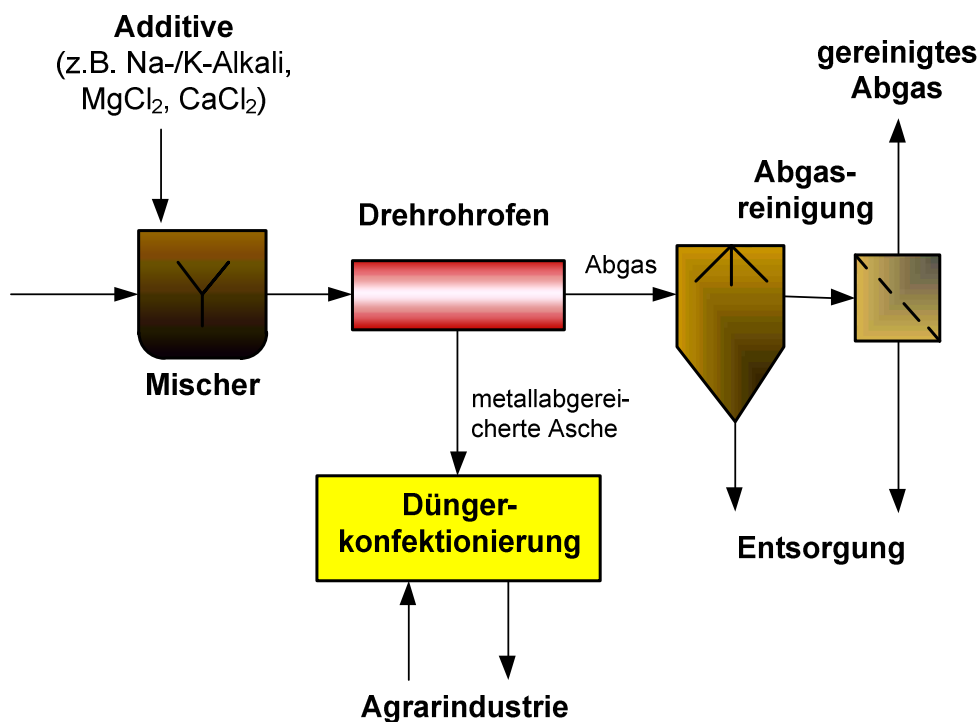 Additive
(z.B. Na-/K-Alkali,
MgCl₂, CaCl₂)
gereinigtes
Abgas
Abgas-
reinigung
Drehrohrofen
Abgas
Mischer
metallabgerei-
cherte Asche
Dünger-
konfektionierung
Entsorgung
Agrarindustrie